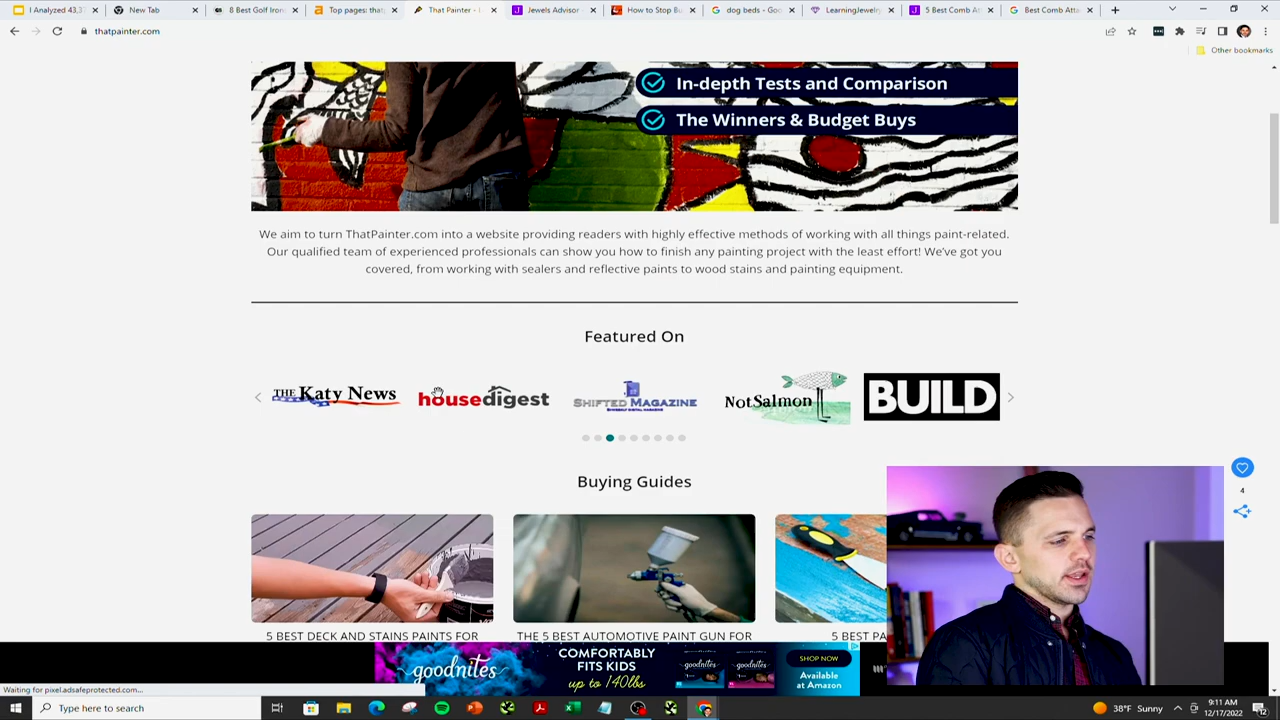 I Analyzed 43,3
New Tab
8 Best Golf Iron
Top pages: that
That Painter -
Jewels Advisor -
How to Stop Bu
dog beds - Goo
LearningJewelry
5 Best Comb Att
Best Comb Atta
thatpainter.com
Other bookmarks
In-depth Tests and Comparison
The Winners & Budget Buys
We aim to turn ThatPainter.com into a website providing readers with highly effective methods of working with all things paint-related.
Our qualified team of experienced professionals can show you how to finish any painting project with the least effort! We've got you
covered, from working with sealers and reflective paints to wood stains and painting equipment.
Featured On
THE Katy News
housedigest
SHIFTED MAGAZINE
NotSalmon
BUILD
Buying Guides
4
5 BEST DECK AND STAINS PAINTS FOR
THE 5 BEST AUTOMOTIVE PAINT GUN FOR
5 BEST PA
goodnites
COMFORTABLY
FITS KIDS
up to 140lbs
goodnites
goodnites
SHOP NOW
Available
at Amazon
Waiting for pixel.adsafeprotected.com...
Type here to search
38°F Sunny
9:11 AM
12/17/2022
12